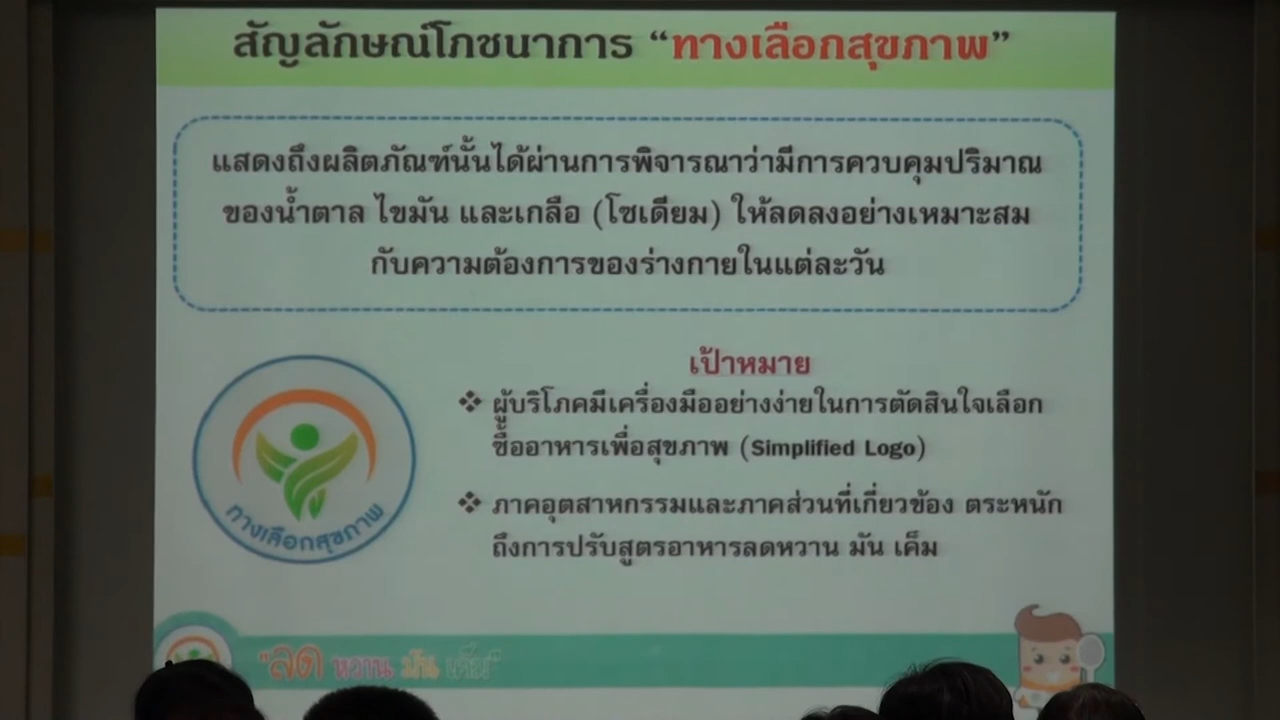 สัญลักษณ์โภชนาการ “ทางเลือกสุขภาพ”
แสดงถึงผลิตภัณฑ์นั้นได้ผ่านการพิจารณาว่ามีการควบคุมปริมาณ
ของน้ำตาล ไขมัน และเกลือ (โซเดียม) ให้ลดลงอย่างเหมาะสม
กับความต้องการของร่างกายในแต่ละวัน
เป้าหมาย
❖ ผู้บริโภคมีเครื่องมืออย่างง่ายในการตัดสินใจเลือก
ซื้ออาหารเพื่อสุขภาพ (Simplified Logo)
❖ ภาคอุตสาหกรรมและภาคส่วนที่เกี่ยวข้อง ตระหนัก
ถึงการปรับสูตรอาหารลดหวาน มัน เค็ม
ทางเลือกสุขภาพ
"ลด หวาน มัน เค็ม"